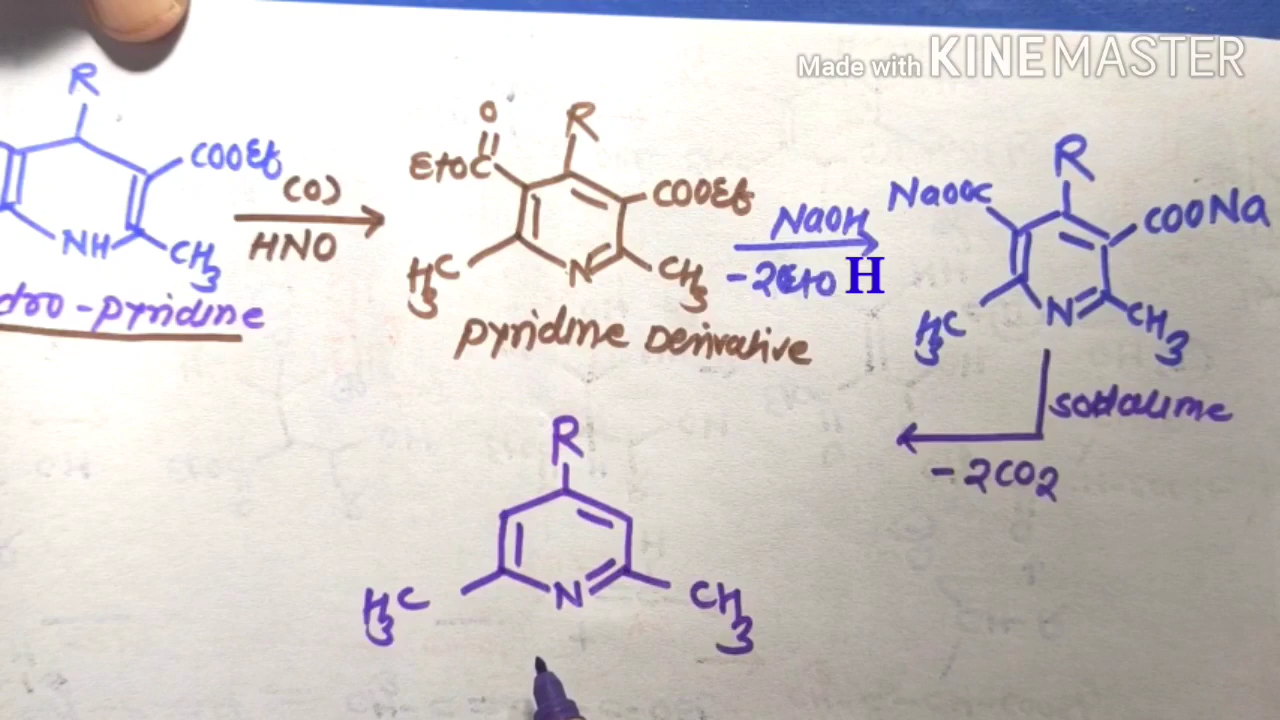 Made with KINEMASTER
R
COOEt
NH
CH3
dro-pyridine
(O)
HNO
O
EtOC
R
COOEt
H3C
N
CH3
pyridine Derivative
NaOH
-2EtOH
R
NaOOC
COONa
H3C
N
CH3
sodalime
-2CO2
R
H3C
N
CH3